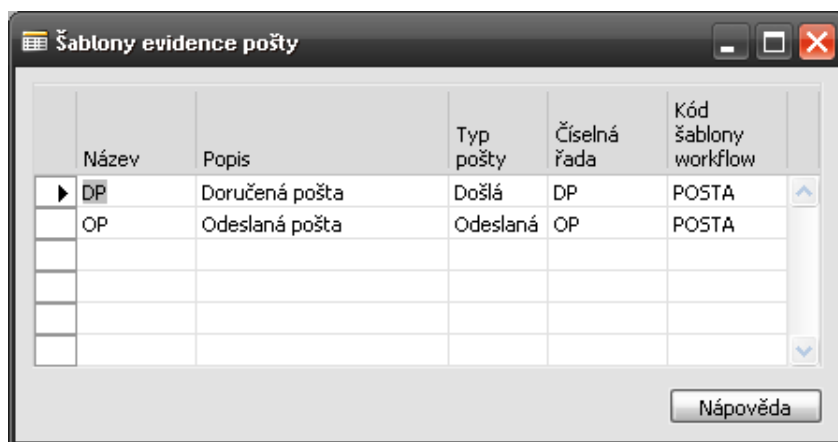 Šablony evidence pošty
Název Popis Typ pošty Číselná řada Kód šablony workflow
DP Doručená pošta Došlá DP POSTA
OP Odeslaná pošta Odeslaná OP POSTA
Nápověda